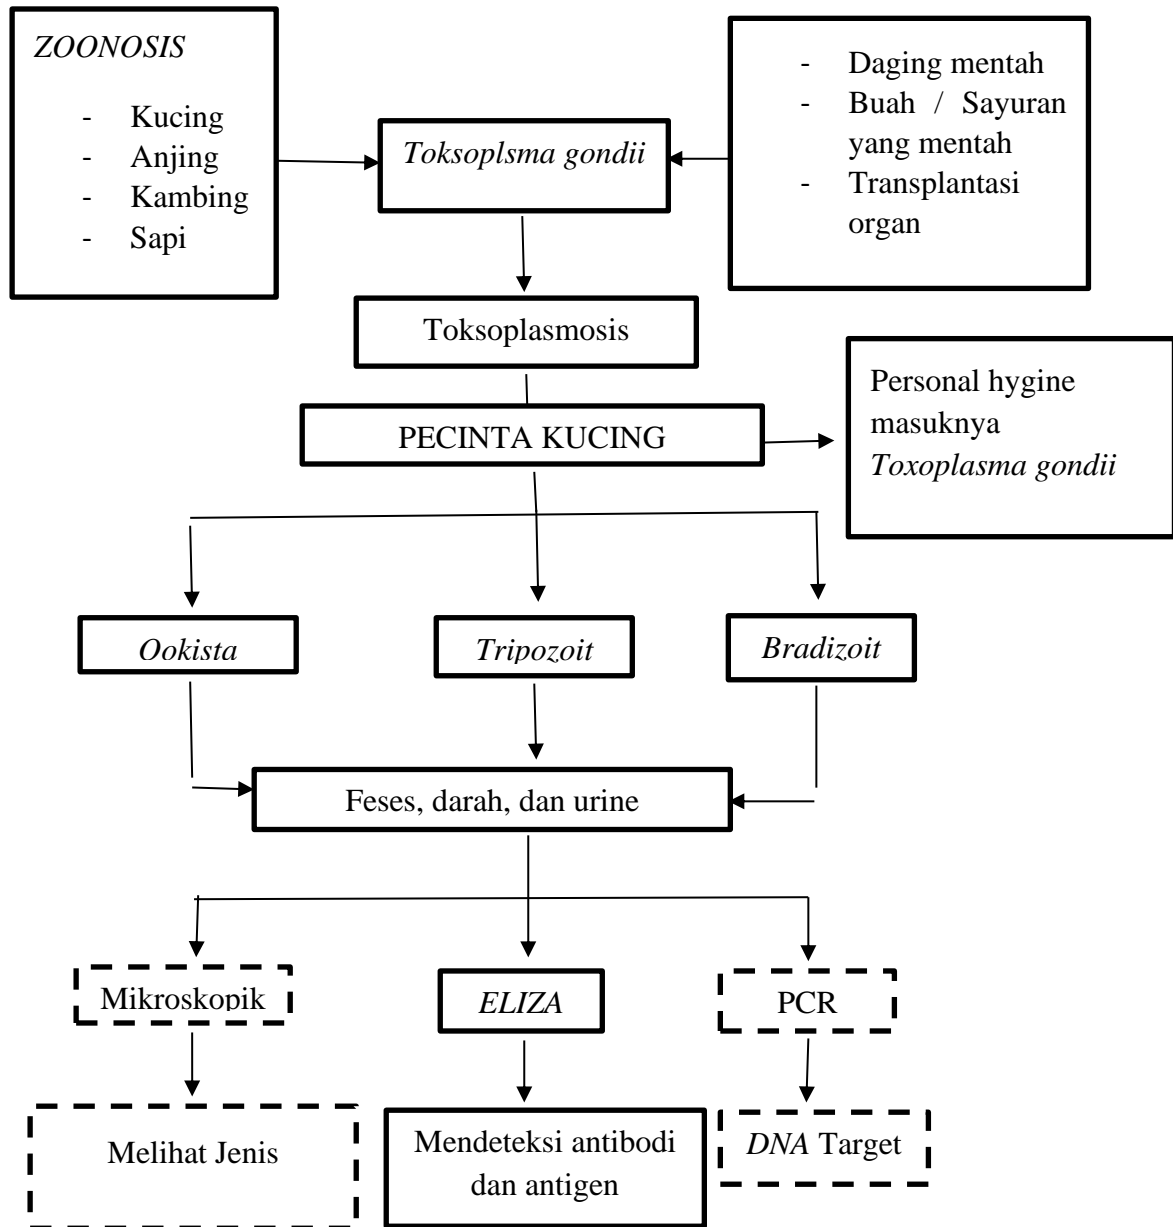 ZOONOSIS
- Kucing
- Anjing
- Kambing
- Sapi
Toksoplsma gondii
- Daging mentah
- Buah / Sayuran
yang mentah
- Transplantasi
organ
Toksoplasmosis
PECINTA KUCING
Personal hygine
masuknya
Toxoplasma gondii
Ookista
Tripozoit
Bradizoit
Feses, darah, dan urine
Mikroskopik
ELIZA
PCR
Melihat Jenis
Mendeteksi antibodi
dan antigen
DNA Target